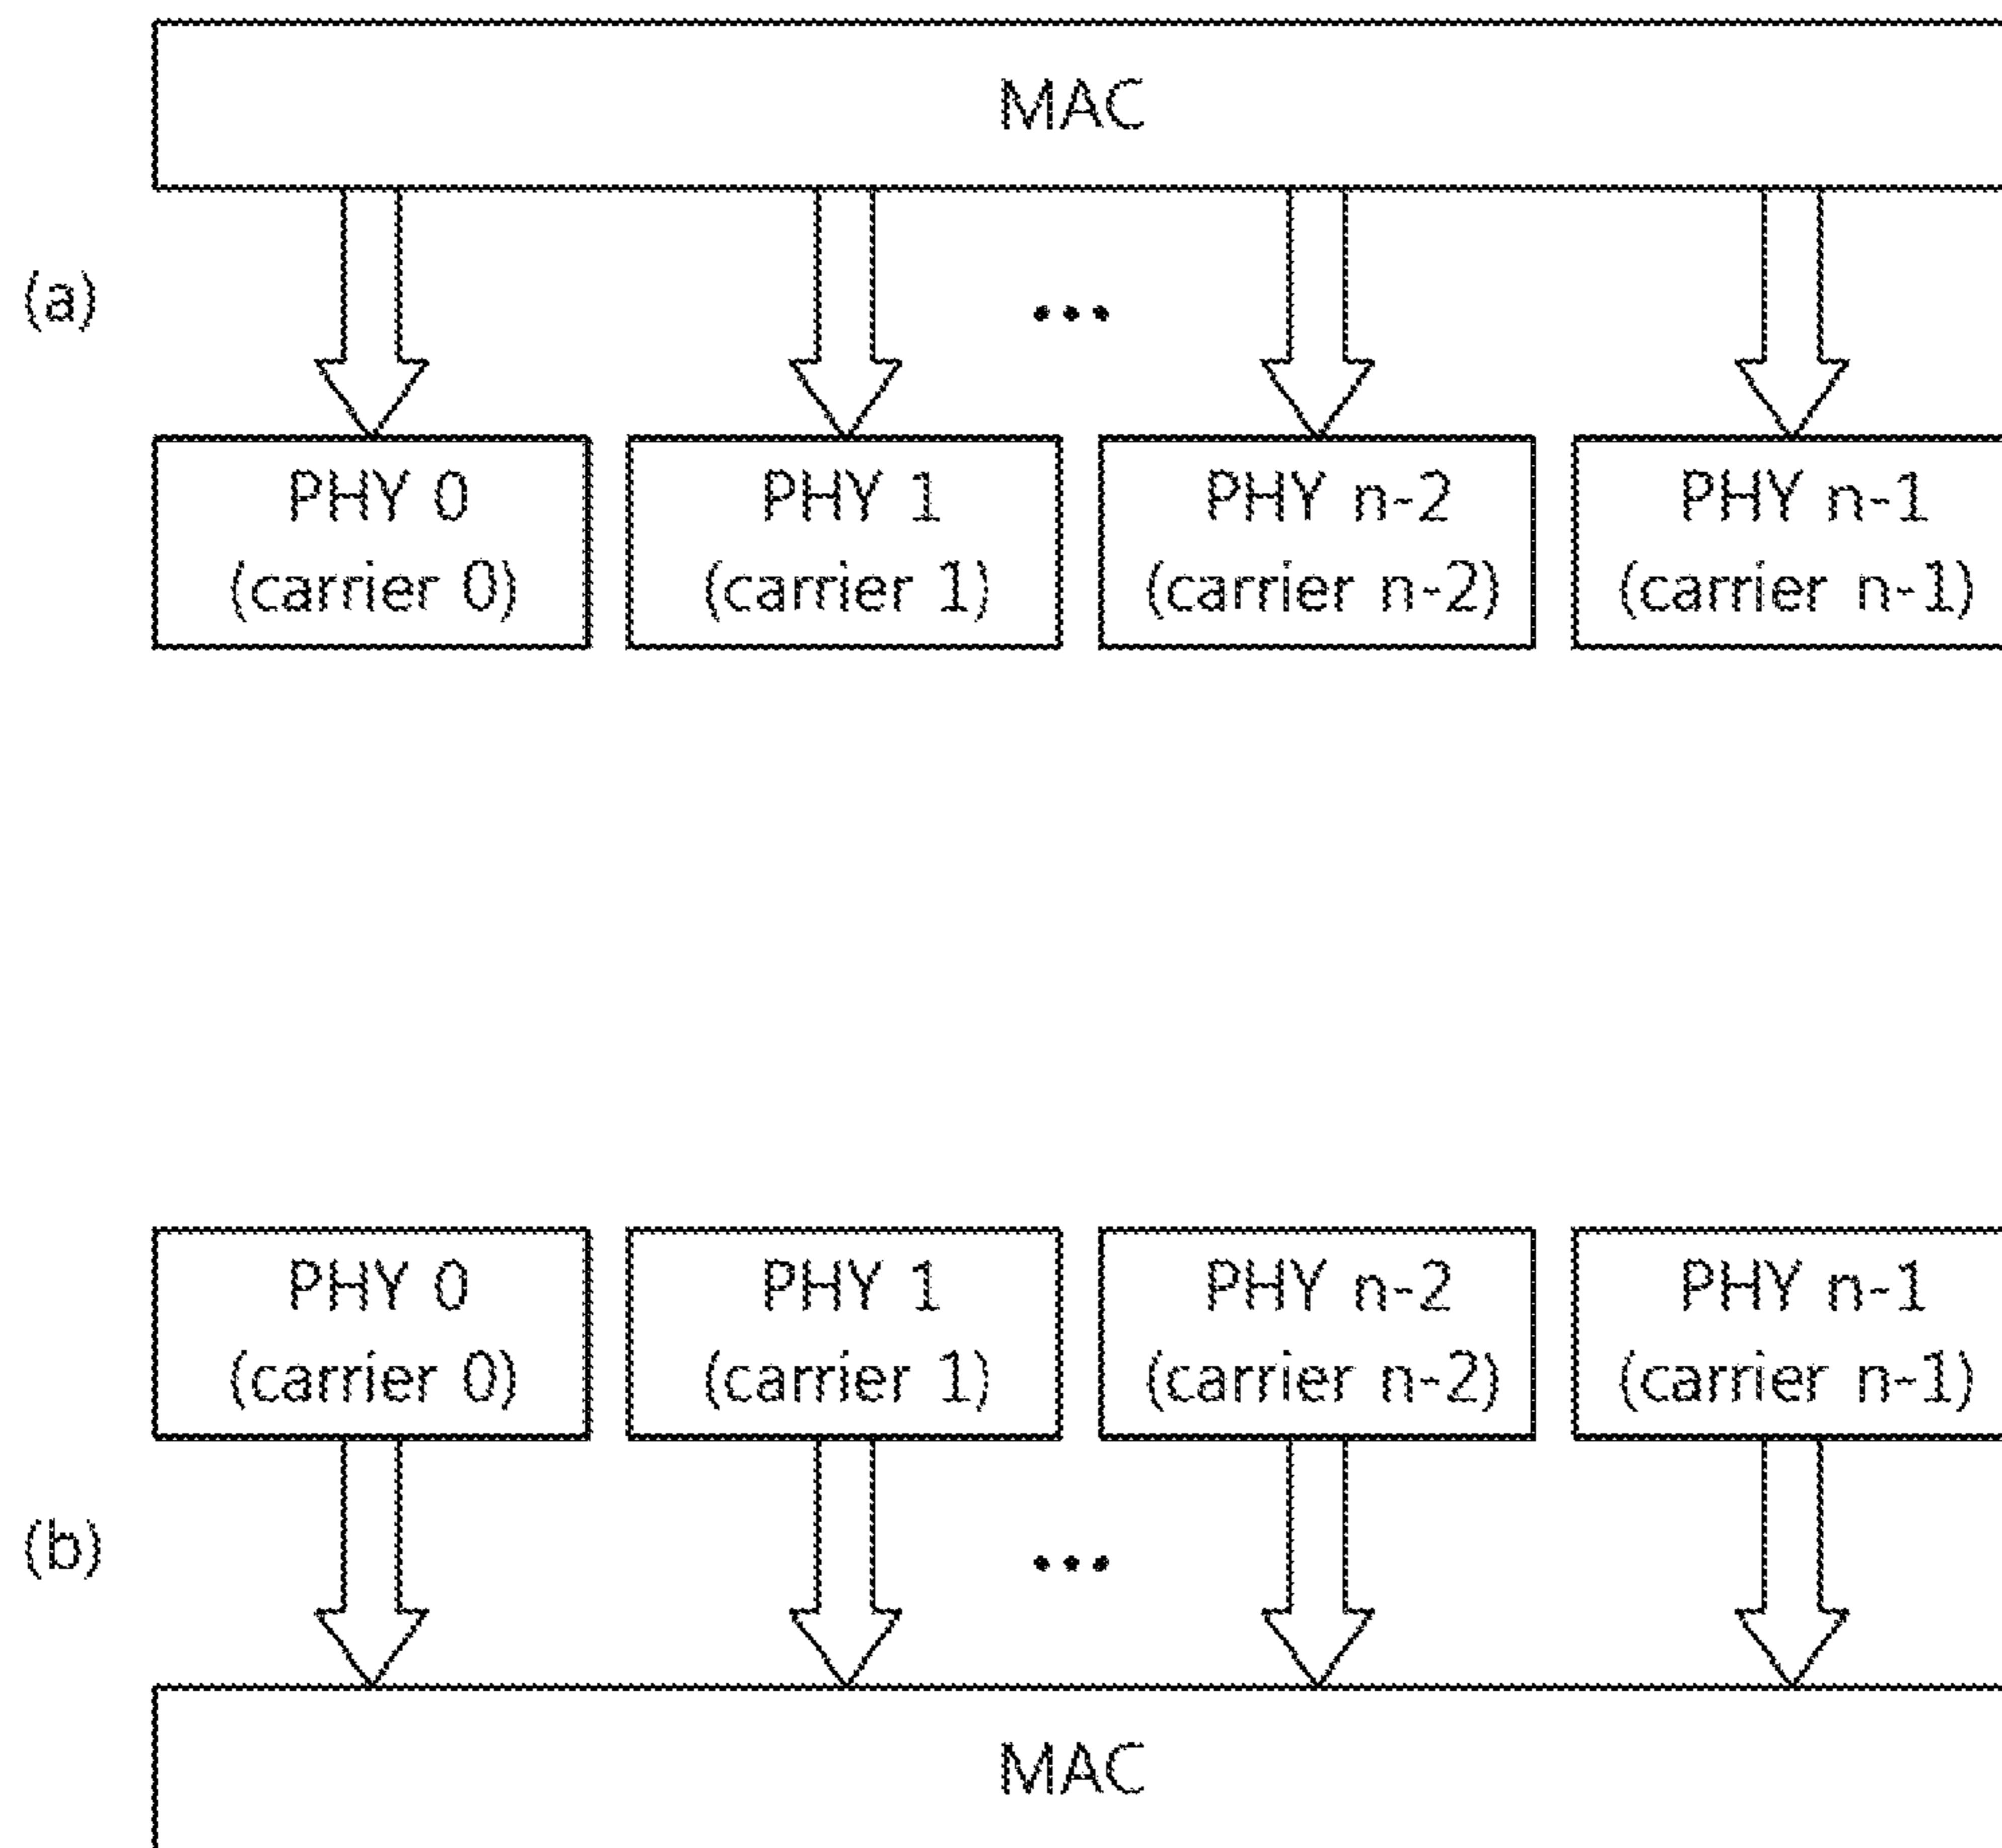 MAC
(a)
...
PHY 0
(carrier 0)
PHY 1
(carrier 1)
PHY n-2
(carrier n-2)
PHY n-1
(carrier n-1)
PHY 0
(carrier 0)
PHY 1
(carrier 1)
PHY n-2
(carrier n-2)
PHY n-1
(carrier n-1)
(b)
...
MAC